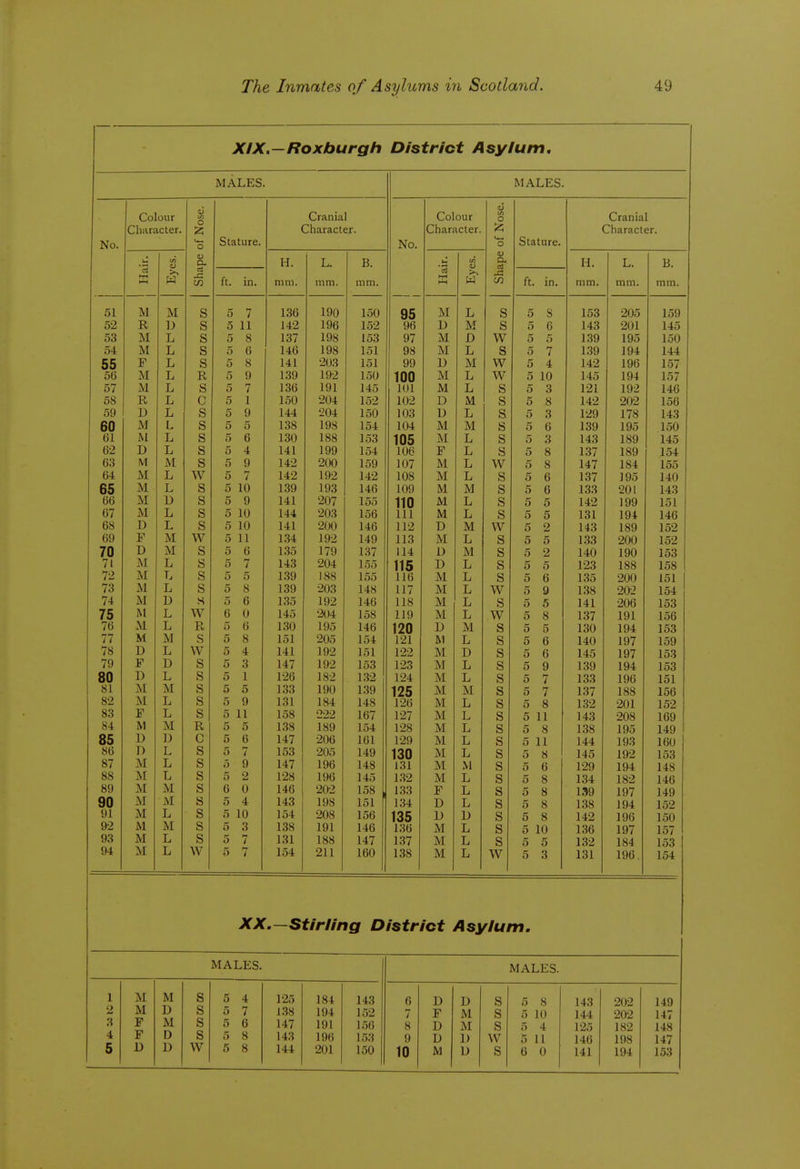 The Inmates of Asylums in Scotland. 49
XIX.—Roxburgh District Asylum.
MALES. MALES.
No. Colour Character. Shape of Nose. Stature. Cranial Character. No. Colour Character. Shape of Nose. Stature. Cranial Character.
Hair. Eyes. ft. in. H. mm. L. mm. B. mm. Hair. Eyes. ft. in. H. mm. L. mm. B. mm.
51 M M S 5 7 136 190 150 95 M L S 5 8 153 205 159
52 R D S 5 11 142 196 152 96 D M S 5 6 143 201 145
53 M L S 5 8 137 198 153 97 M D W 5 5 139 195 150
54 M L S 5 6 146 198 151 98 M L S 5 7 139 194 144
55 F L S 5 8 141 203 151 99 D M W 5 4 142 196 157
56 M L R 5 9 139 192 150 100 M L W 5 10 145 194 157
57 M L S 5 7 136 191 145 101 M L S 5 3 121 192 146
58 R L C 5 1 150 204 152 102 D M S 5 8 142 202 156
59 D L S 5 9 144 204 150 103 D L S 5 3 129 178 143
60 M L S 5 5 138 198 154 104 M M S 5 6 139 195 150
61 M L S 5 6 130 188 153 105 M L S 5 3 143 189 145
62 D L S 5 4 141 199 154 106 F L S 5 8 137 189 154
63 M M S 5 9 142 200 159 107 M L W 5 8 147 184 155
64 M L W 5 7 142 192 142 108 M L S 5 6 137 195 140
65 M L S 5 10 139 193 146 109 M M S 5 6 133 201 143
66 M D S 5 9 141 207 155 110 M L S 5 5 142 199 151
67 M L S 5 10 144 203 156 111 M L S 5 5 131 194 146
68 D L S 5 10 141 200 146 112 D M W 5 2 143 189 152
69 F M W 5 11 134 192 149 113 M L S 5 5 133 200 152
70 D M S 5 6 135 179 137 114 D M S 5 2 140 190 153
71 M L S 5 7 143 204 155 115 D L S 5 5 123 188 158
72 M L S 5 5 139 188 155 116 M L S 5 6 135 200 151
73 M L S 5 8 139 203 148 117 M L W 5 9 138 202 154
74 M D S 5 6 135 192 146 118 M L S 5 5 141 206 153
75 M L W 6 0 145 204 158 119 M L W 5 8 137 191 156
76 M L R 5 6 130 195 146 120 D M S 5 5 130 194 153
77 M M S 5 8 151 205 154 121 M L S 5 6 140 197 159
78 D L W 5 4 141 192 151 122 M D S 5 6 145 197 153
79 F D S 5 3 147 192 153 123 M L S 5 9 139 194 153
80 D L S 5 1 126 182 132 124 M L S 5 7 133 196 151
81 M M S 5 5 133 190 139 125 M M S 5 7 137 188 156
82 M L S 5 9 131 184 148 126 M L S 5 8 132 201 152
83 F L S 5 11 158 222 167 127 M L S 5 11 143 208 169
84 M M R 5 5 138 189 154 128 M L S 5 8 138 195 149
85 D D C 5 6 147 206 161 129 M L S 5 11 144 193 160
86 D L S 5 7 153 205 149 130 M L S 5 8 145 192 153
87 M L S 5 9 147 196 148 131 M M S 5 6 129 194 148
88 M L S 5 2 128 196 145 132 M L S 5 8 134 182 146
89 M M S 6 0 146 202 158 133 F L S 5 8 139 197 149
90 M M S 5 4 143 198 151 134 D L S 5 8 138 194 152
91 M L S 5 10 154 208 156 135 D D S 5 8 142 196 150
92 M M S 5 3 138 191 146 136 M L S 5 10 136 197 157
93 M L S 5 7 131 188 147 137 M L S 5 5 132 184 153
94 M L W 5 7 154 211 160 138 M L W 5 3 131 196. 154
XX.—Stirling District Asylum.
MALES. MALES.
1 M M S 5 4 125 184 143 6 D D S 5 8 143 202 149
2 M D S 5 7 138 194 152 7 F M S 5 10 144 202 147
3 F M S 5 6 147 191 156 8 D M S 5 4 125 182 148
4 F D S 5 8 143 196 153 9 D D W 5 11 146 198 147
5 D D W 5 8 144 201 150 10 M D S 6 0 141 194 153